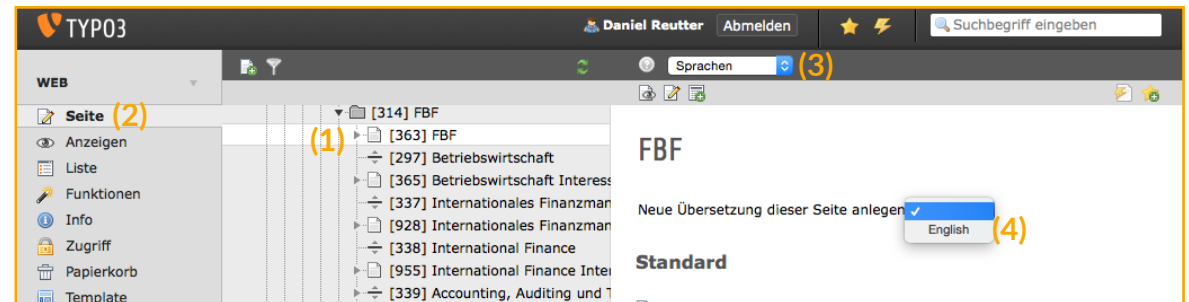 TYPO3
Daniel Reutter
Abmelden
Suchbegriff eingeben
Sprachen
(3)
WEB
Seite (2)
Anzeigen
Liste
Funktionen
Info
Zugriff
Papierkorb
Template
(1)
[314] FBF
[363] FBF
[297] Betriebswirtschaft
[365] Betriebswirtschaft Interess
[337] Internationales Finanzman
[928] Internationales Finanzman
[338] International Finance
[955] International Finance Inter
[339] Accounting, Auditing und T
FBF
Neue Übersetzung dieser Seite anlegen
English
(4)
Standard